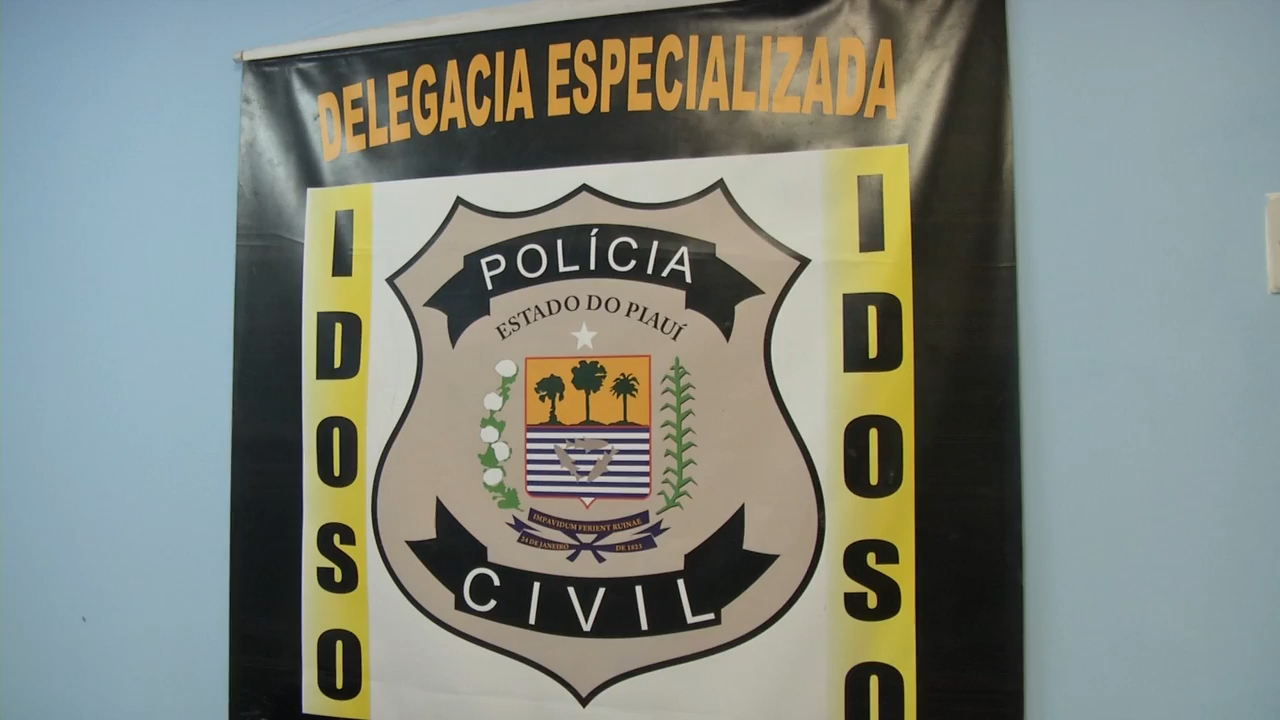 DELEGACIA ESPECIALIZADA
IDOSO
POLÍCIA
ESTADO DO PIAUÍ
IMPAVIDUM FERIENT RUINAE
24 DE JANEIRO DE 1823
CIVIL
IDOSO